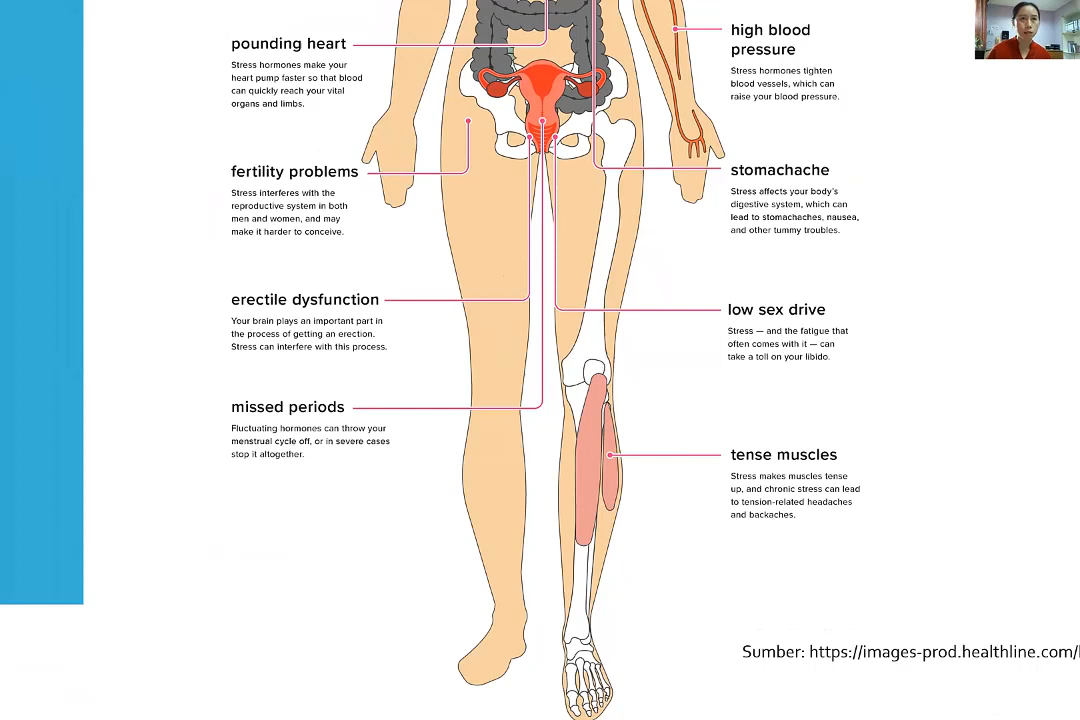 pounding heart
Stress hormones make your
heart pump faster so that blood
can quickly reach your vital
organs and limbs.
fertility problems
Stress interferes with the
reproductive system in both
men and women, and may
make it harder to conceive.
erectile dysfunction
Your brain plays an important part in
the process of getting an erection.
Stress can interfere with this process.
missed periods
Fluctuating hormones can throw your
menstrual cycle off, or in severe cases
stop it altogether.
high blood
pressure
Stress hormones tighten
blood vessels, which can
raise your blood pressure.
stomachache
Stress affects your body's
digestive system, which can
lead to stomachaches, nausea,
and other tummy troubles.
low sex drive
Stress — and the fatigue that
often comes with it — can
take a toll on your libido.
tense muscles
Stress makes muscles tense
up, and chronic stress can lead
to tension-related headaches
and backaches.
Sumber: https://images-prod.healthline.com/